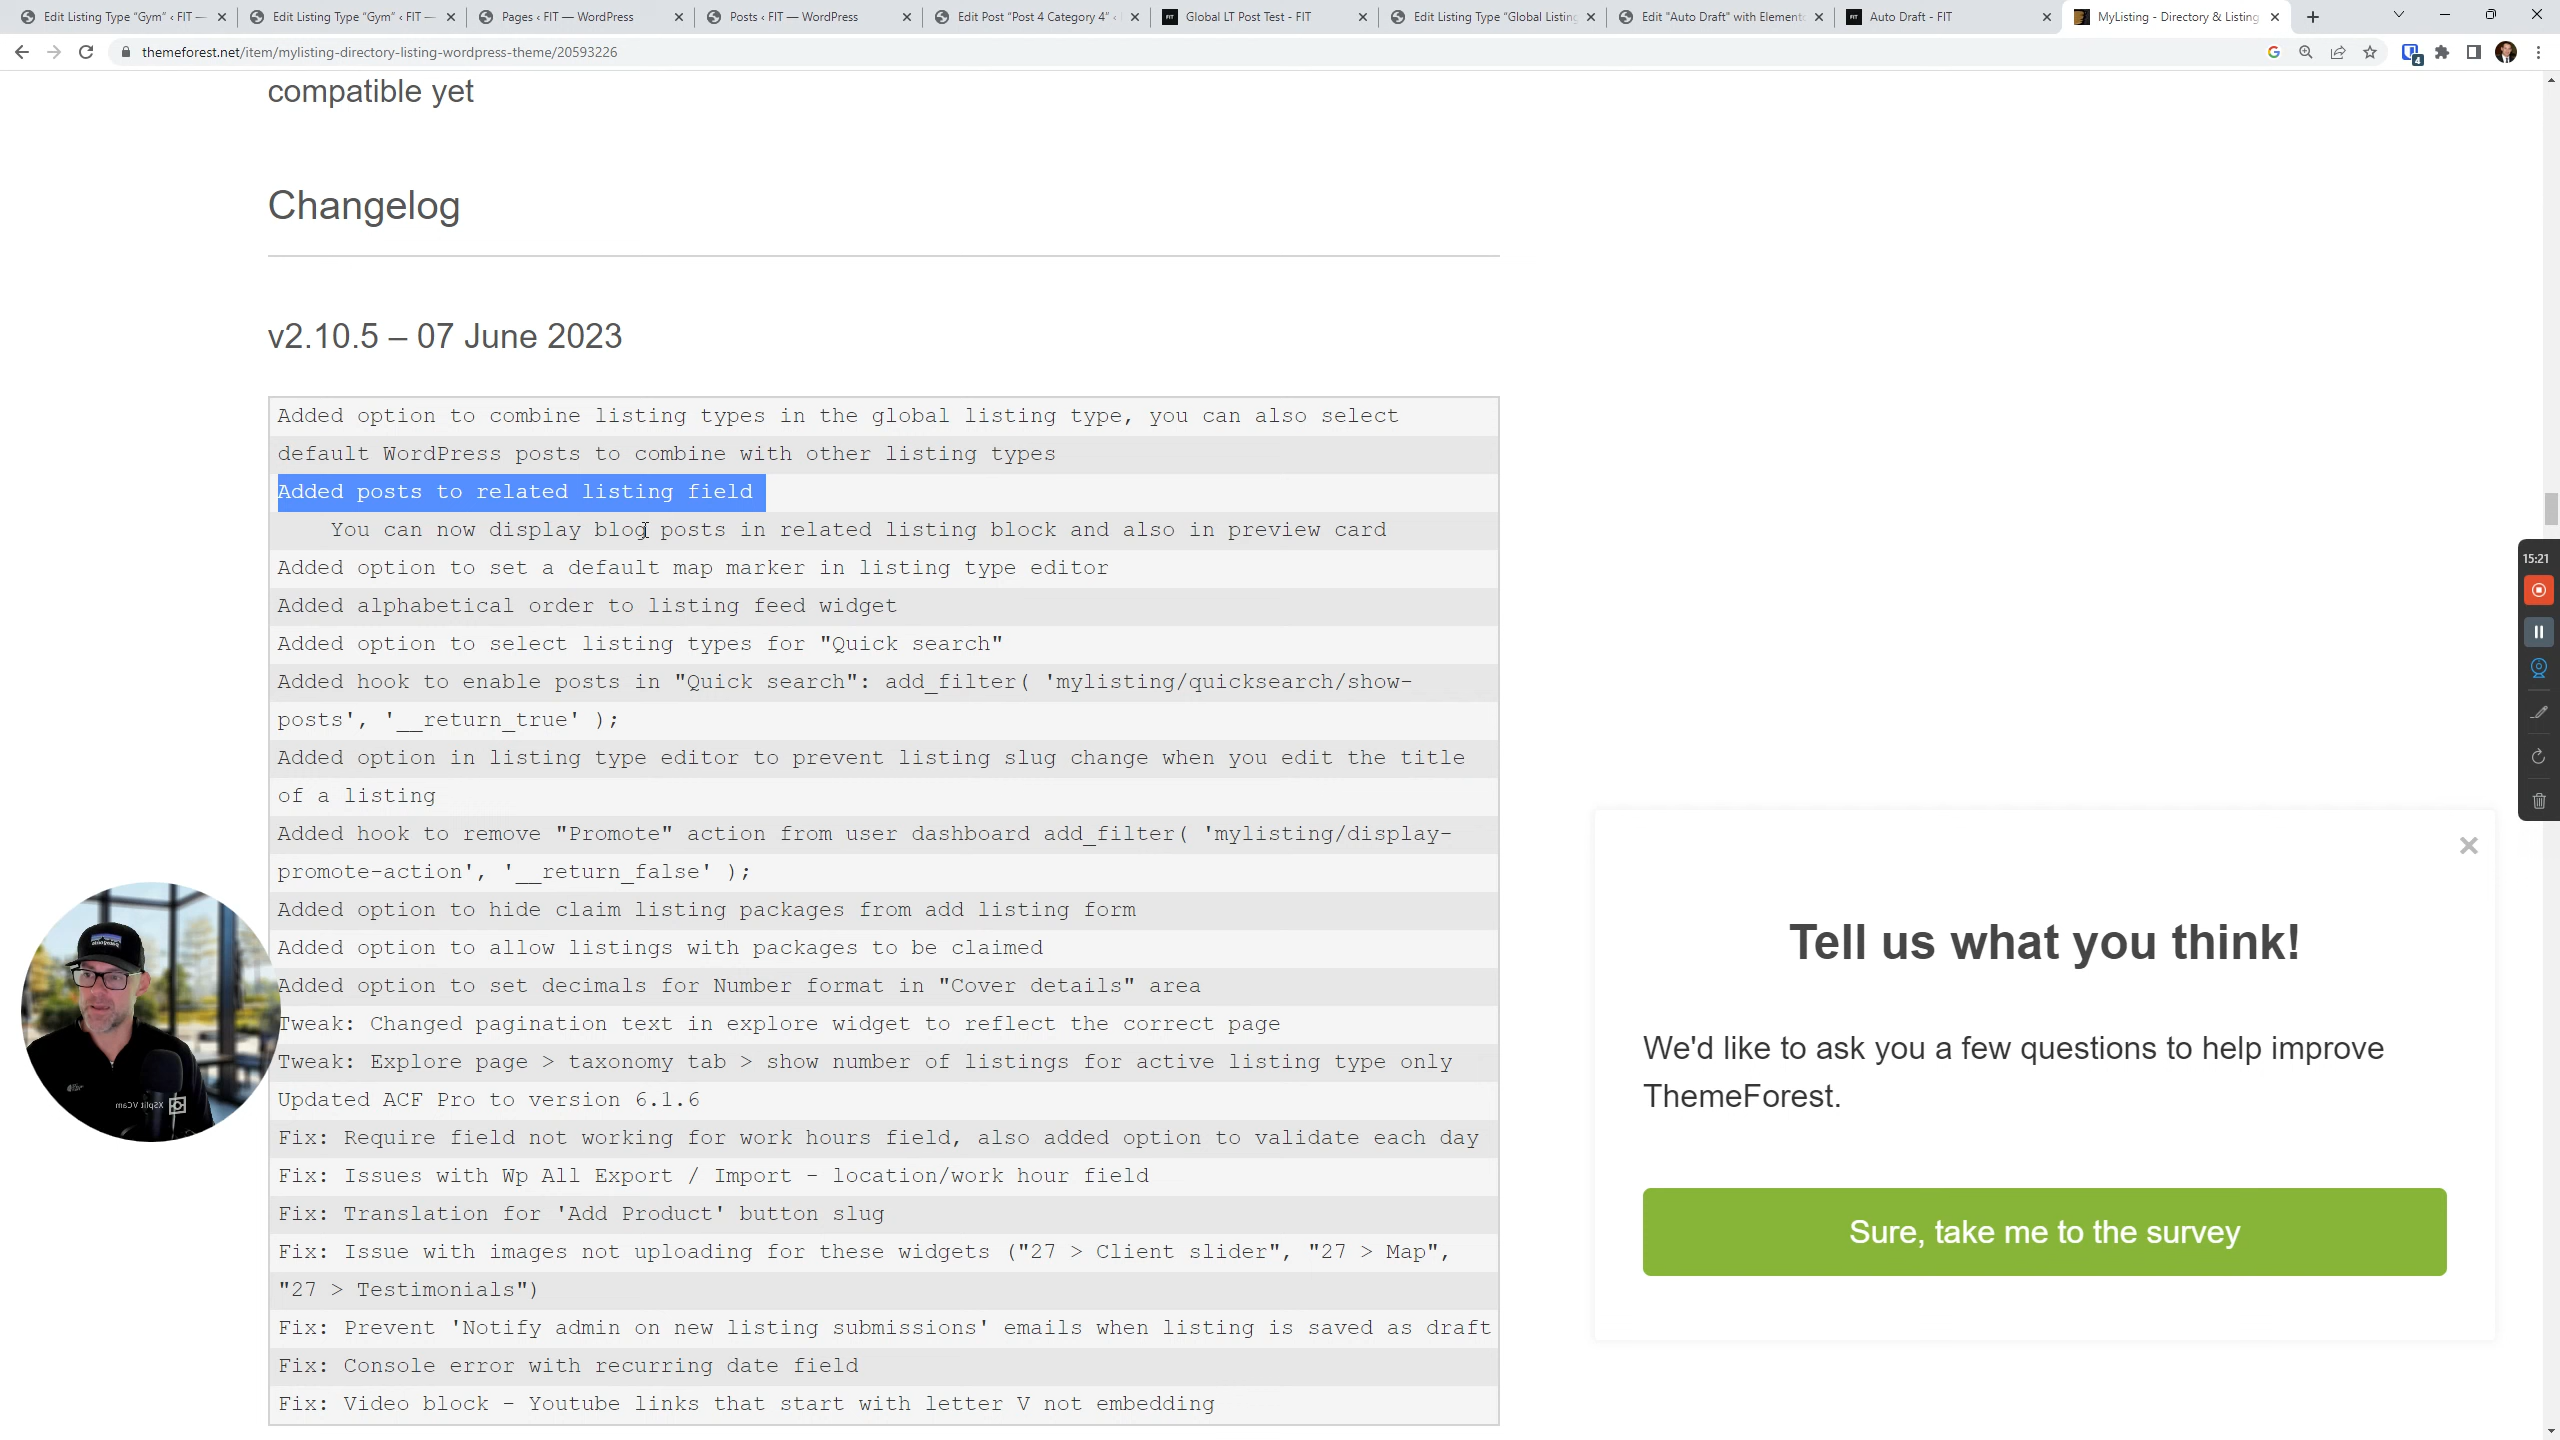 Edit Listing Type "Gym" ‹ FIT —
Edit Listing Type "Gym" ‹ FIT —
Pages ‹ FIT — WordPress
Posts ‹ FIT — WordPress
Edit Post "Post 4 Category 4" ‹
Global LT Post Test - FIT
Edit Listing Type "Global Listing
Edit "Auto Draft" with Elemento
Auto Draft - FIT
MyListing - Directory & Listing
themeforest.net/item/mylisting-directory-listing-wordpress-theme/20593226
4
compatible yet
Changelog
v2.10.5 – 07 June 2023
Added option to combine listing types in the global listing type, you can also select
default WordPress posts to combine with other listing types
Added posts to related listing field
You can now display blog posts in related listing block and also in preview card
Added option to set a default map marker in listing type editor
Added alphabetical order to listing feed widget
Added option to select listing types for "Quick search"
Added hook to enable posts in "Quick search": add_filter( 'mylisting/quicksearch/show-
posts', '__return_true' );
Added option in listing type editor to prevent listing slug change when you edit the title
of a listing
Added hook to remove "Promote" action from user dashboard add_filter( 'mylisting/display-
promote-action', '__return_false' );
Added option to hide claim listing packages from add listing form
Added option to allow listings with packages to be claimed
Added option to set decimals for Number format in "Cover details" area
Tweak: Changed pagination text in explore widget to reflect the correct page
Tweak: Explore page > taxonomy tab > show number of listings for active listing type only
Updated ACF Pro to version 6.1.6
Fix: Require field not working for work hours field, also added option to validate each day
Fix: Issues with Wp All Export / Import - location/work hour field
Fix: Translation for 'Add Product' button slug
Fix: Issue with images not uploading for these widgets ("27 > Client slider", "27 > Map",
"27 > Testimonials")
Fix: Prevent 'Notify admin on new listing submissions' emails when listing is saved as draft
Fix: Console error with recurring date field
Fix: Video block - Youtube links that start with letter V not embedding
15:21
Tell us what you think!
We'd like to ask you a few questions to help improve
ThemeForest.
Sure, take me to the survey
XSplit VCam